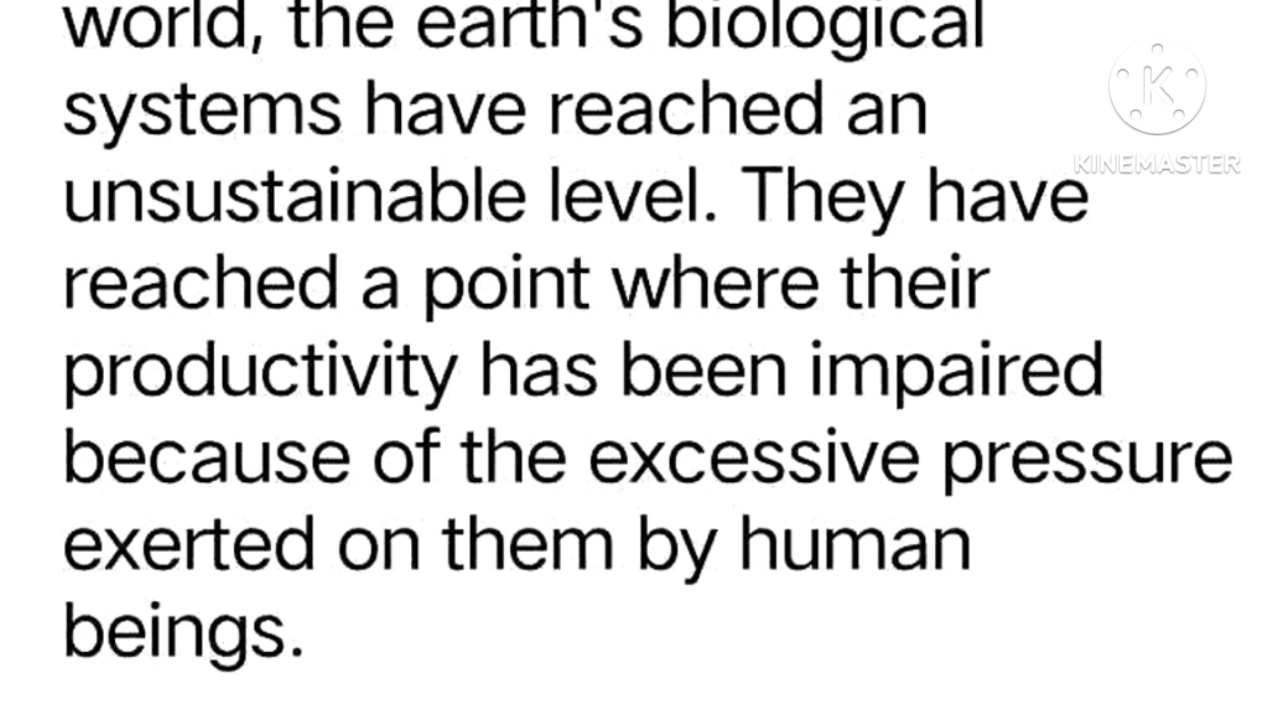 world, the earth's biological
systems have reached an
unsustainable level. They have
reached a point where their
productivity has been impaired
because of the excessive pressure
exerted on them by human
beings.
K
KINEMASTER